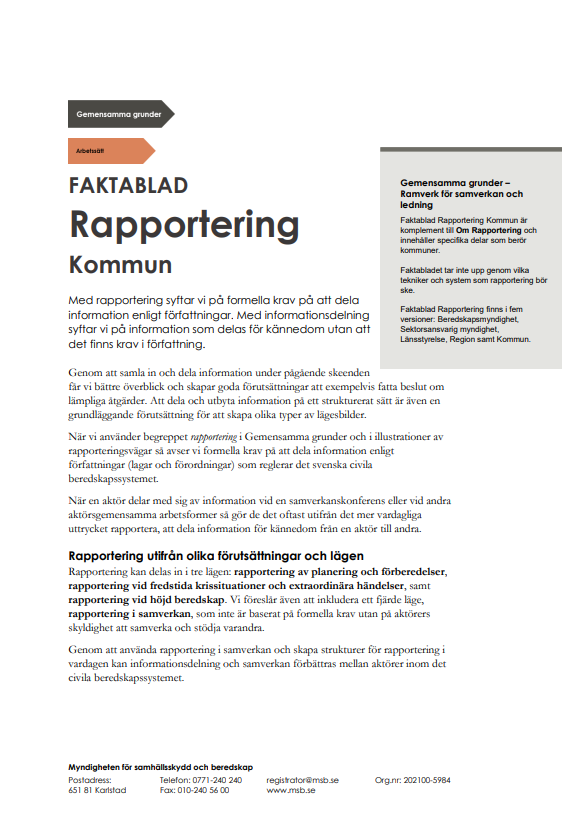 Gemensamma grunder
Arbetssätt
FAKTABLAD
Rapportering
Kommun
Med rapportering syftar vi på formella krav på att dela
information enligt författningar. Med informationsdelning
syftar vi på information som delas för kännedom utan att
det finns krav i författning.
Gemensamma grunder –
Ramverk för samverkan och
ledning
Faktablad Rapportering Kommun är
komplement till Om Rapportering och
innehåller specifika delar som berör
kommuner.
Faktabladet tar inte upp genom vilka
tekniker och system som rapportering bör
ske.
Faktablad Rapportering finns i fem
versioner: Beredskapsmyndighet,
Sektorsansvarig myndighet,
Länsstyrelse, Region samt Kommun.
Genom att samla in och dela information under pågående skeenden
får vi bättre överblick och skapar goda förutsättningar att exempelvis fatta beslut om
lämpliga åtgärder. Att dela och utbyta information på ett strukturerat sätt är även en
grundläggande förutsättning för att skapa olika typer av lägesbilder.
När vi använder begreppet rapportering i Gemensamma grunder och i illustrationer av
rapporteringsvägar så avser vi formella krav på att dela information enligt
författningar (lagar och förordningar) som reglerar det svenska civila
beredskapssystemet.
När en aktör delar med sig av information vid en samverkanskonferens eller vid andra
aktörsgemensamma arbetsformer så gör de det oftast utifrån det mer vardagliga
uttrycket rapportera, att dela information för kännedom från en aktör till andra.
Rapportering utifrån olika förutsättningar och lägen
Rapportering kan delas in i tre lägen: rapportering av planering och förberedelser,
rapportering vid fredstida krissituationer och extraordinära händelser, samt
rapportering vid höjd beredskap. Vi föreslår även att inkludera ett fjärde läge,
rapportering i samverkan, som inte är baserat på formella krav utan på aktörers
skyldighet att samverka och stödja varandra.
Genom att använda rapportering i samverkan och skapa strukturer för rapportering i
vardagen kan informationsdelning och samverkan förbättras mellan aktörer inom det
civila beredskapssystemet.
Myndigheten för samhällsskydd och beredskap
Postadress: Telefon: 0771-240 240 registrator@msb.se Org.nr: 202100-5984
651 81 Karlstad Fax: 010-240 56 00 www.msb.se